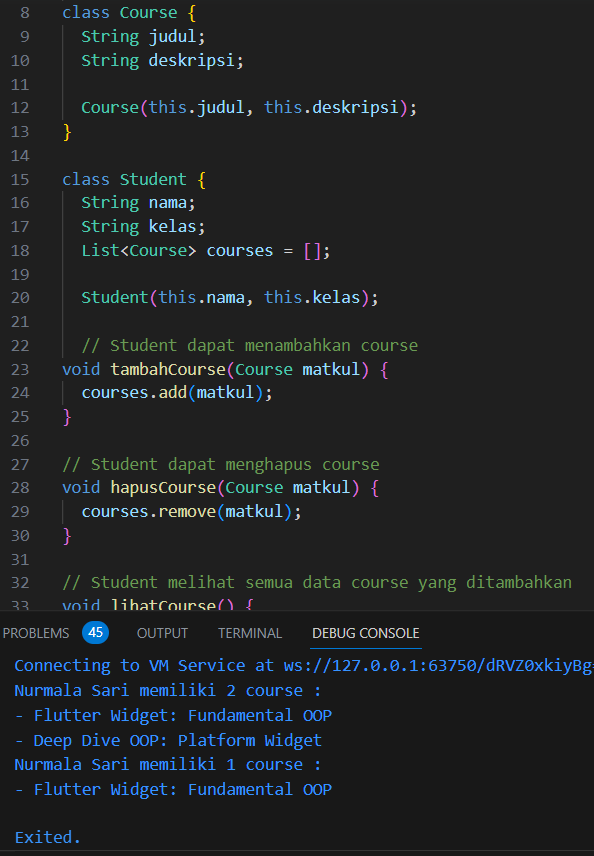 8 class Course {
9 String judul;
10 String deskripsi;
11
12 Course(this.judul, this.deskripsi);
13 }
14
15 class Student {
16 String nama;
17 String kelas;
18 List<Course> courses = [];
19
20 Student(this.nama, this.kelas);
21
22 // Student dapat menambahkan course
23 void tambahCourse(Course matkul) {
24 courses.add(matkul);
25 }
26
27 // Student dapat menghapus course
28 void hapusCourse(Course matkul) {
29 courses.remove(matkul);
30 }
31
32 // Student melihat semua data course yang ditambahkan
33 void lihatCourse() {
PROBLEMS 45 OUTPUT TERMINAL DEBUG CONSOLE
Connecting to VM Service at ws://127.0.0.1:63750/dRVZ0xkiyBg=
Nurmala Sari memiliki 2 course :
- Flutter Widget: Fundamental OOP
- Deep Dive OOP: Platform Widget
Nurmala Sari memiliki 1 course :
- Flutter Widget: Fundamental OOP
Exited.